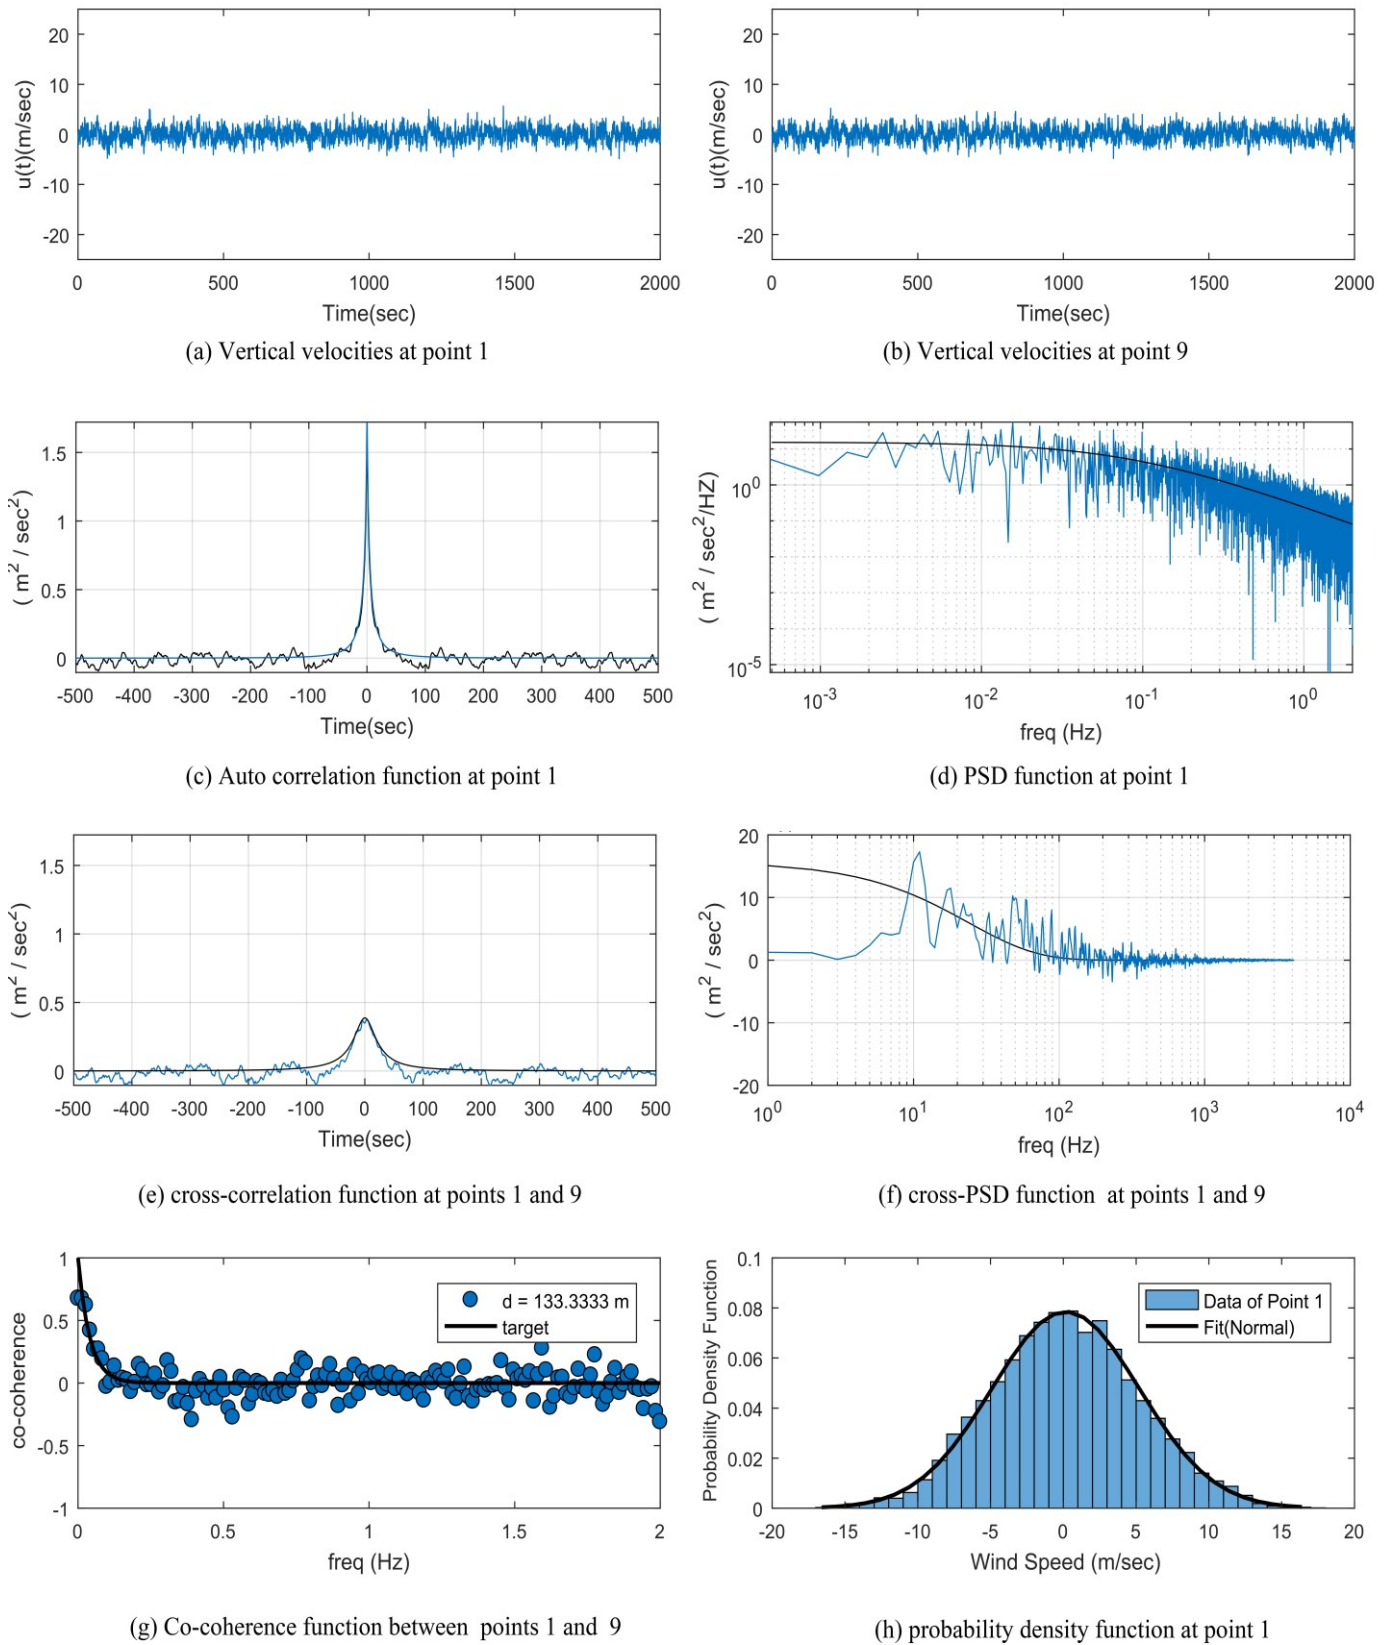 20
10
0
-10
-20
u(t)(m/sec)
0 500 1000 1500 2000
Time(sec)
(a) Vertical velocities at point 1
20
10
0
-10
-20
u(t)(m/sec)
0 500 1000 1500 2000
Time(sec)
(b) Vertical velocities at point 9
1.5
1
0.5
0
( m² / sec²)
-500 -400 -300 -200 -100 0 100 200 300 400 500
Time(sec)
(c) Auto correlation function at point 1
10⁰
10⁻⁵
( m² / sec²/HZ)
10⁻³ 10⁻² 10⁻¹ 10⁰
freq (Hz)
(d) PSD function at point 1
1.5
1
0.5
0
( m² / sec²)
-500 -400 -300 -200 -100 0 100 200 300 400 500
Time(sec)
(e) cross-correlation function at points 1 and 9
20
10
0
-10
-20
( m² / sec²)
10⁰ 10¹ 10² 10³ 10⁴
freq (Hz)
(f) cross-PSD function at points 1 and 9
1
0.5
0
-0.5
-1
co-coherence
d = 133.3333 m
target
0 0.5 1 1.5 2
freq (Hz)
(g) Co-coherence function between points 1 and 9
0.1
0.08
0.06
0.04
0.02
0
Probability Density Function
Data of Point 1
Fit(Normal)
-20 -15 -10 -5 0 5 10 15 20
Wind Speed (m/sec)
(h) probability density function at point 1